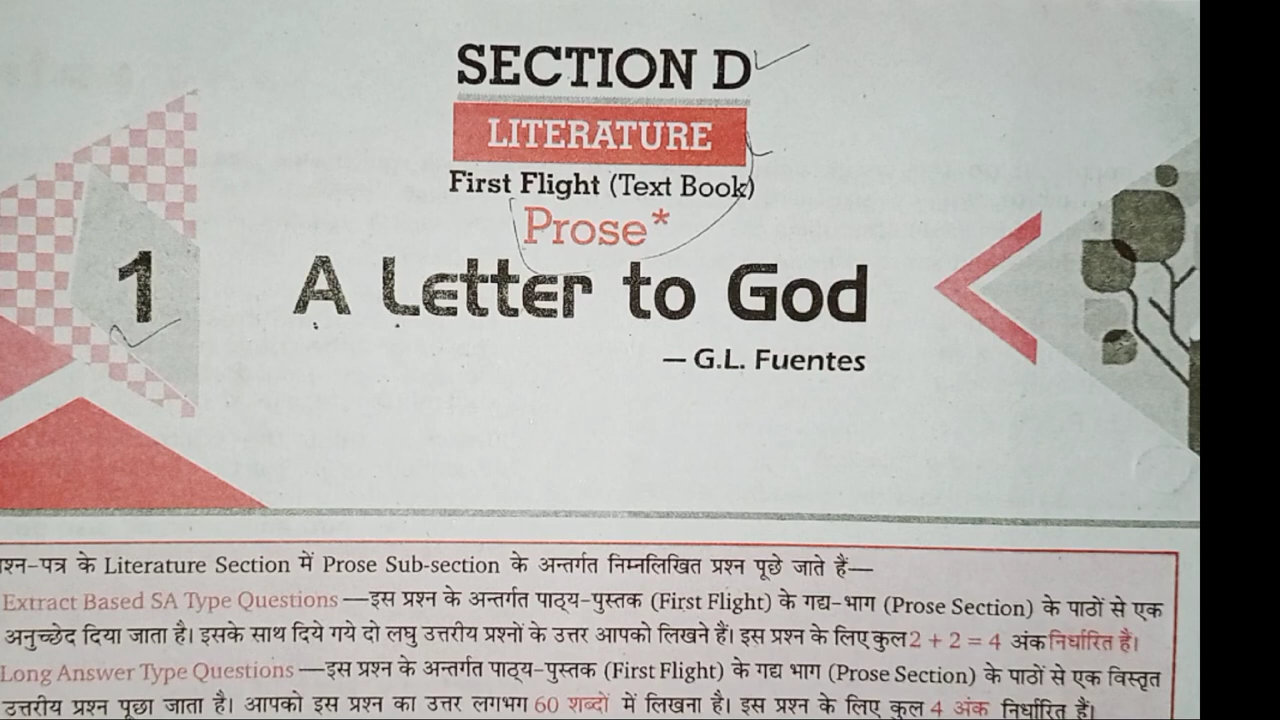 SECTION D
LITERATURE
First Flight (Text Book)
Prose*
1
A Letter to God
— G.L. Fuentes
श्न-पत्र के Literature Section में Prose Sub-section के अन्तर्गत निम्नलिखित प्रश्न पूछे जाते हैं—
Extract Based SA Type Questions —इस प्रश्न के अन्तर्गत पाठ्य-पुस्तक (First Flight) के गद्य-भाग (Prose Section) के पाठों से एक
अनुच्छेद दिया जाता है। इसके साथ दिये गये दो लघु उत्तरीय प्रश्नों के उत्तर आपको लिखने हैं। इस प्रश्न के लिए कुल 2 + 2 = 4 अंक निर्धारित हैं।
Long Answer Type Questions —इस प्रश्न के अन्तर्गत पाठ्य-पुस्तक (First Flight) के गद्य भाग (Prose Section) के पाठों से एक विस्तृत
उत्तरीय प्रश्न पूछा जाता है। आपको इस प्रश्न का उत्तर लगभग 60 शब्दों में लिखना है। इस प्रश्न के लिए कुल 4 अंक निर्धारित हैं।